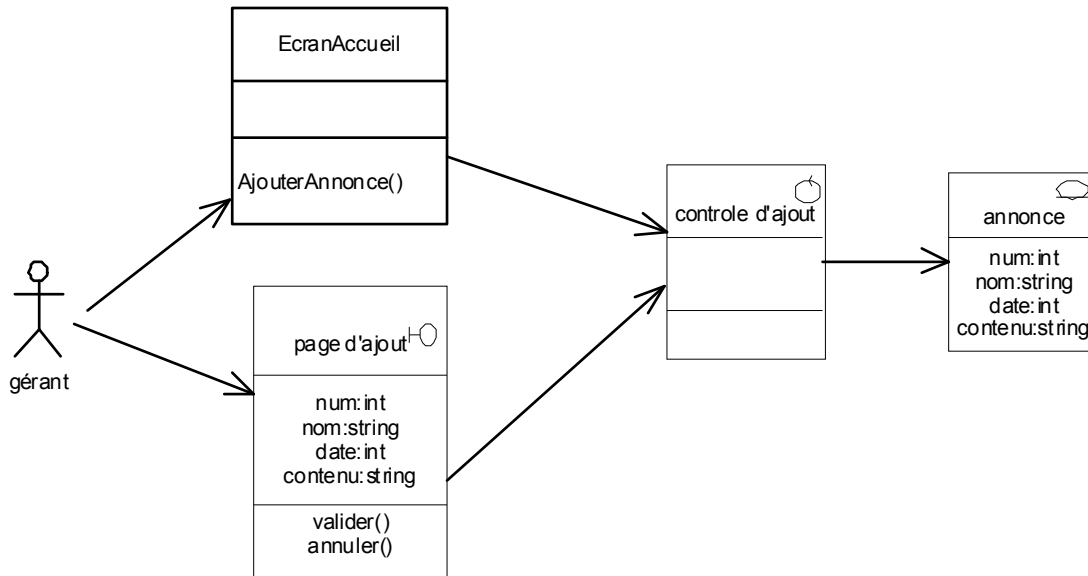 EcranAccueil
AjouterAnnonce()
gérant
page d'ajout
num:int
nom:string
date:int
contenu:string
valider()
annuler()
controle d'ajout
annonce
num:int
nom:string
date:int
contenu:string